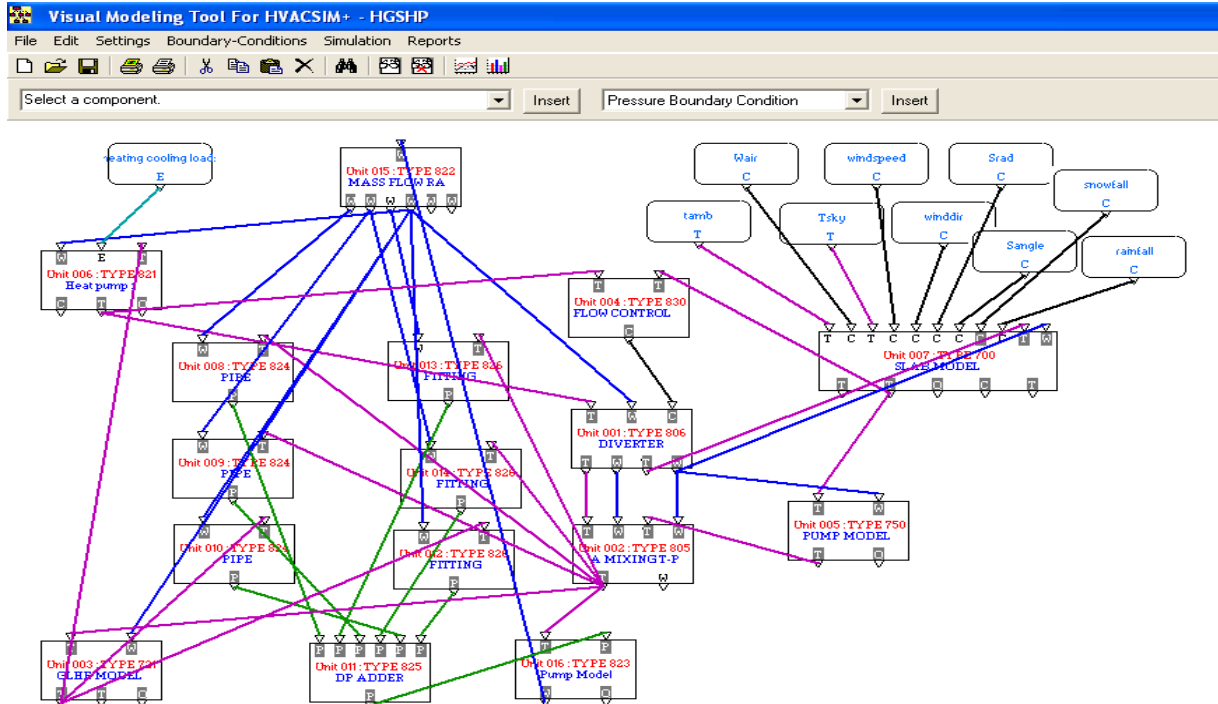 Visual Modeling Tool For HVACSIM+ - HGSHP
File Edit Settings Boundary-Conditions Simulation Reports
Select a component. Insert Pressure Boundary Condition Insert
eating cooling load:
E
W
Unit 015 : TYPE 822
MASS FLOW RA
W W W W W W
Wair
C
windspeed
C
Srad
C
snowfall
C
tamb
T
Tsky
T
winddir
C
Sangle
C
rainfall
C
W E T
Unit 006 : TYPE 821
Heat pump
C T O
T T
Unit 004 : TYPE 830
FLOW CONTROL
C
T C T C C C C C C T W
Unit 007 : TYPE 700
SLAB MODEL
T T O C T
W T
Unit 008 : TYPE 824
PIPE
P
W T
Unit 013 : TYPE 826
FITTING
P
T W C
Unit 001 : TYPE 806
DIVERTER
T W T W
W T
Unit 009 : TYPE 824
PIPE
P
W T
Unit 014 : TYPE 826
FITTING
P
T W
Unit 005 : TYPE 750
PUMP MODEL
T O
W T
Unit 010 : TYPE 824
PIPE
P
W T
Unit 012 : TYPE 826
FITTING
P
T W T W
Unit 002 : TYPE 805
A MIXING T-P
T W
T W
Unit 003 : TYPE 721
GLHE MODEL
T T O
P P P P P P
Unit 011 : TYPE 825
DP ADDER
P
T P
Unit 016 : TYPE 823
Pump Model
W O